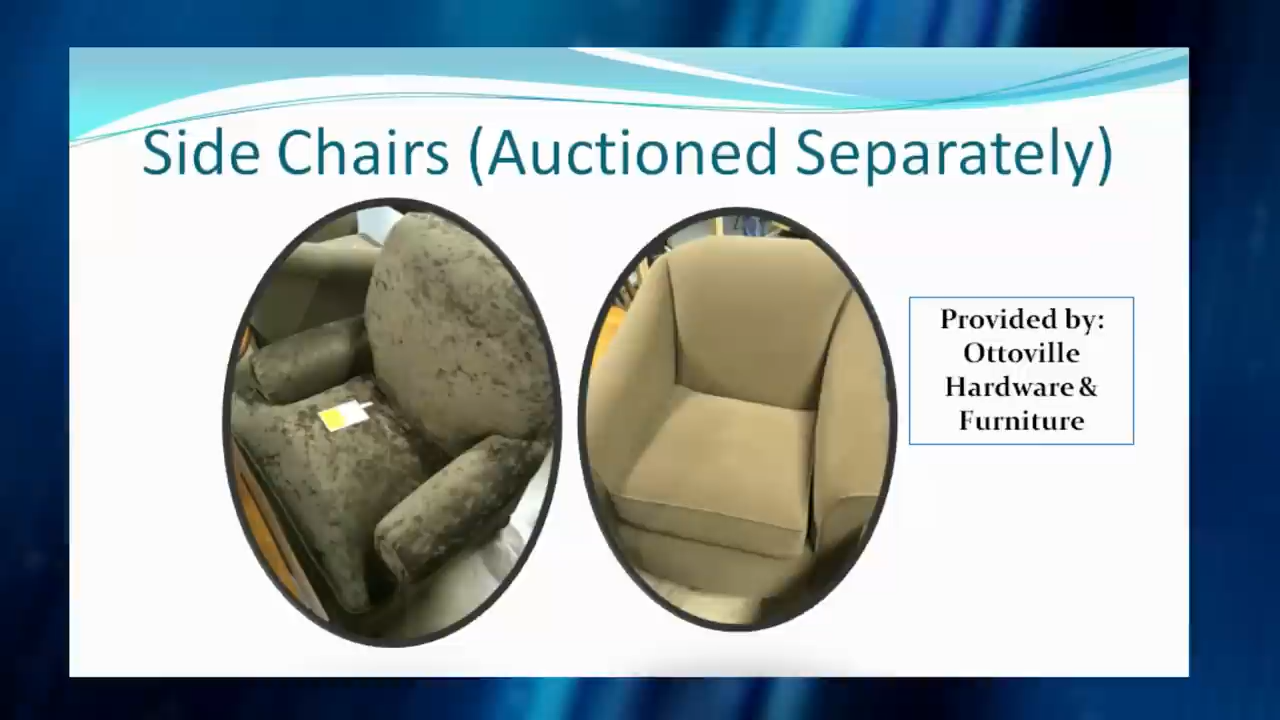 Side Chairs (Auctioned Separately)
Provided by:
Ottoville
Hardware &
Furniture